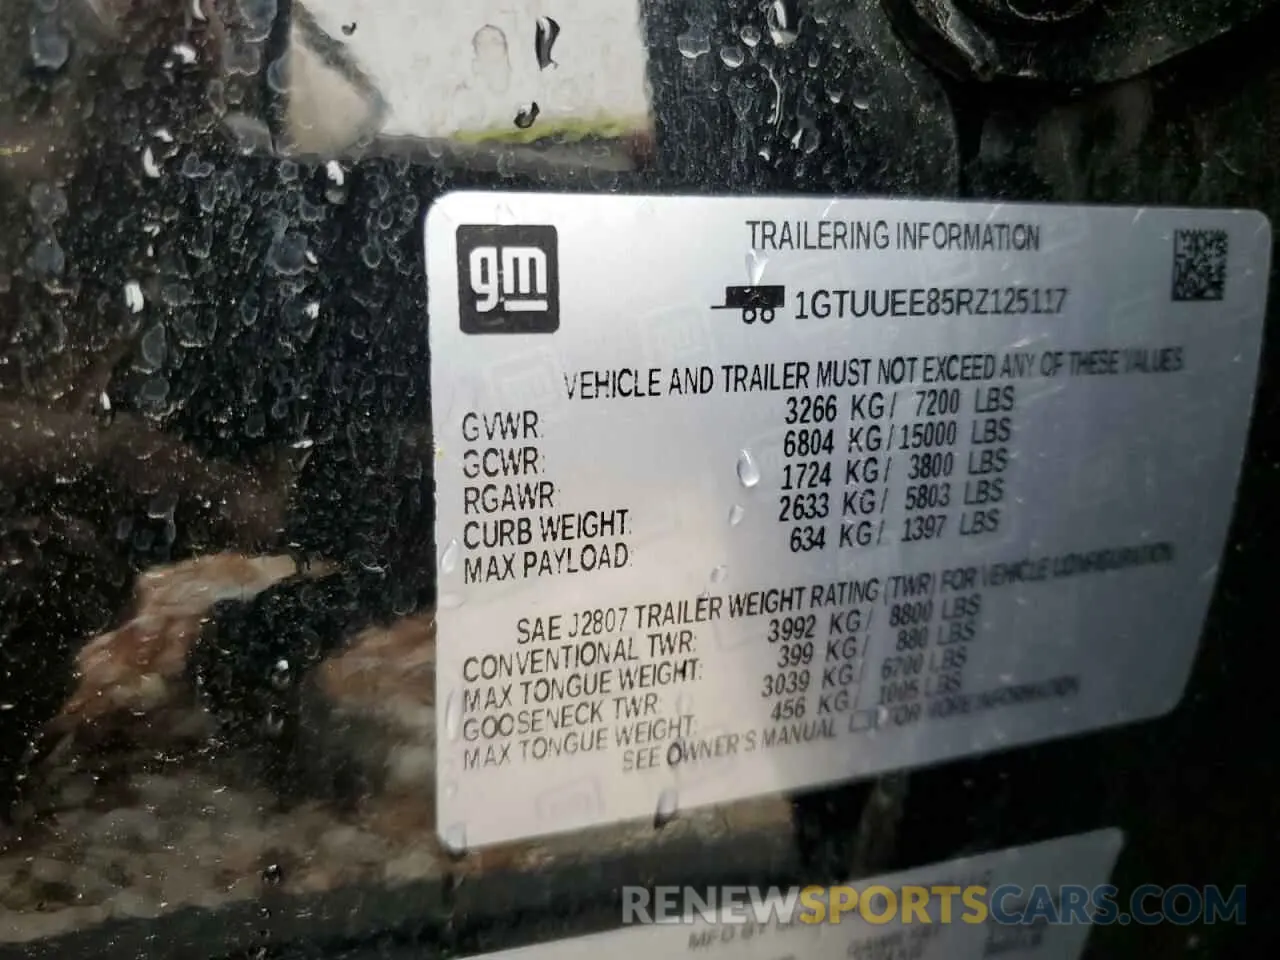 gm
TRAILERING INFORMATION
1GTUUEE85RZ125117
VEHICLE AND TRAILER MUST NOT EXCEED ANY OF THESE VALUES
GVWR: 3266 KG/ 7200 LBS
GCWR: 6804 KG/15000 LBS
RGAWR: 1724 KG/ 3800 LBS
CURB WEIGHT: 2633 KG/ 5803 LBS
MAX PAYLOAD: 634 KG/ 1397 LBS
SAE J2807 TRAILER WEIGHT RATING (TWR) FOR VEHICLE CONFIGURATION
CONVENTIONAL TWR: 3992 KG/ 8800 LBS
MAX TONGUE WEIGHT: 399 KG/ 880 LBS
GOOSENECK TWR: 3039 KG/ 6700 LBS
MAX TONGUE WEIGHT: 456 KG/ 1005 LBS
SEE OWNER'S MANUAL FOR MORE INFORMATION
RENEWSPORTSCARS.COM
MFD BY